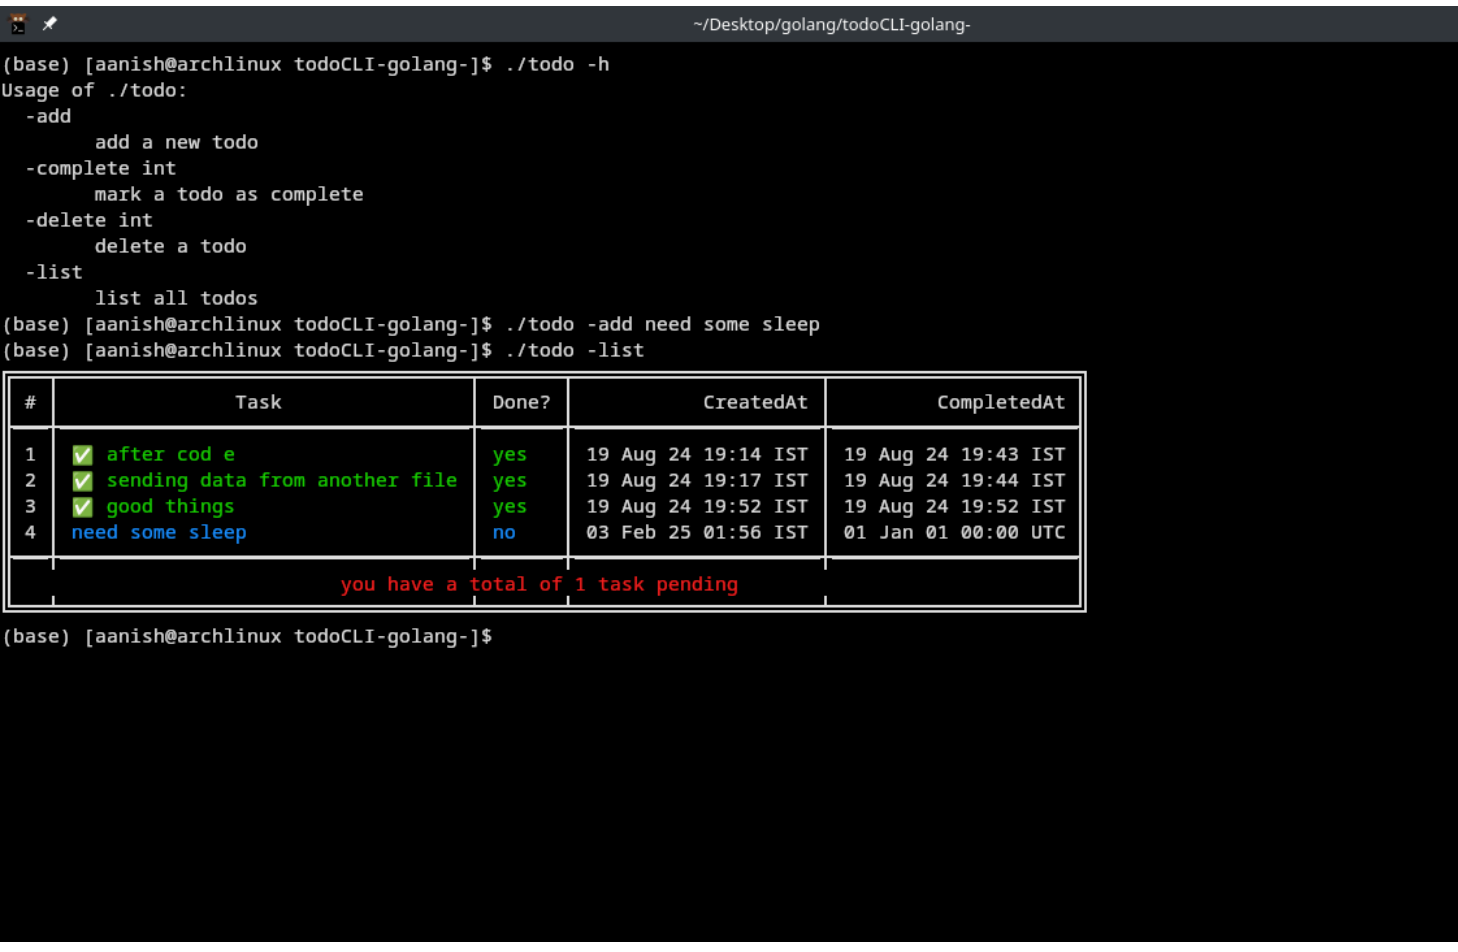 ~/Desktop/golang/todoCLI-golang-
(base) [aanish@archlinux todoCLI-golang-]$ ./todo -h
Usage of ./todo:
  -add
        add a new todo
  -complete int
        mark a todo as complete
  -delete int
        delete a todo
  -list
        list all todos
(base) [aanish@archlinux todoCLI-golang-]$ ./todo -add need some sleep
(base) [aanish@archlinux todoCLI-golang-]$ ./todo -list
# Task Done? CreatedAt CompletedAt
1 ✅ after cod e yes 19 Aug 24 19:14 IST 19 Aug 24 19:43 IST
2 ✅ sending data from another file yes 19 Aug 24 19:17 IST 19 Aug 24 19:44 IST
3 ✅ good things yes 19 Aug 24 19:52 IST 19 Aug 24 19:52 IST
4 need some sleep no 03 Feb 25 01:56 IST 01 Jan 01 00:00 UTC
you have a total of 1 task pending
(base) [aanish@archlinux todoCLI-golang-]$